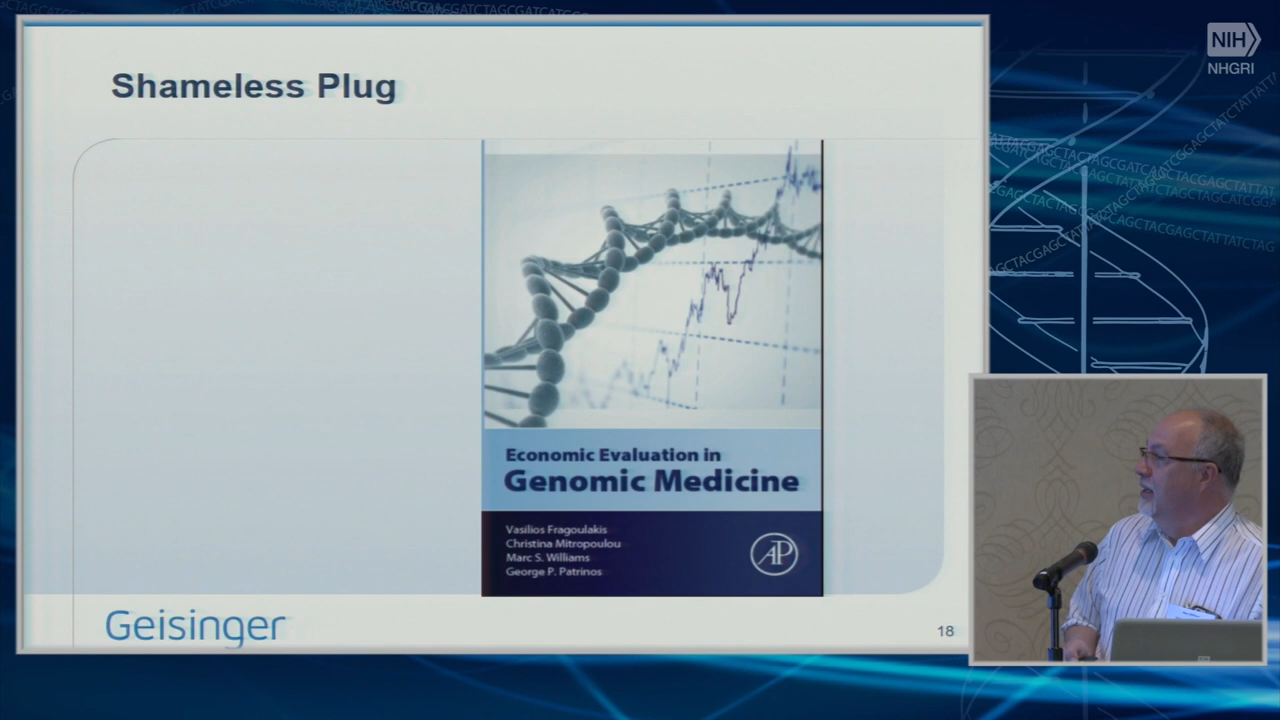 NIH
NHGRI
Shameless Plug
Economic Evaluation in
Genomic Medicine
Vasilios Fragoulakis
Christina Mitropoulou
Marc S. Williams
George P. Patrinos
AP
Geisinger
18